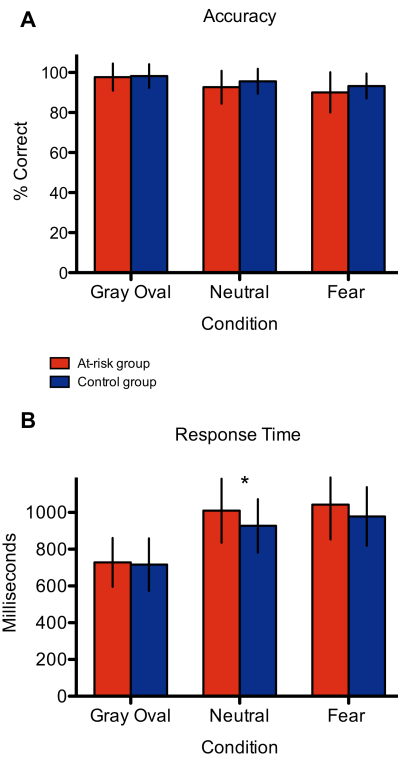 A
Accuracy
% Correct
100
80
60
40
20
0
Gray Oval Neutral Fear
Condition
At-risk group
Control group
B
Response Time
*
Milliseconds
1000
800
600
400
200
0
Gray Oval Neutral Fear
Condition